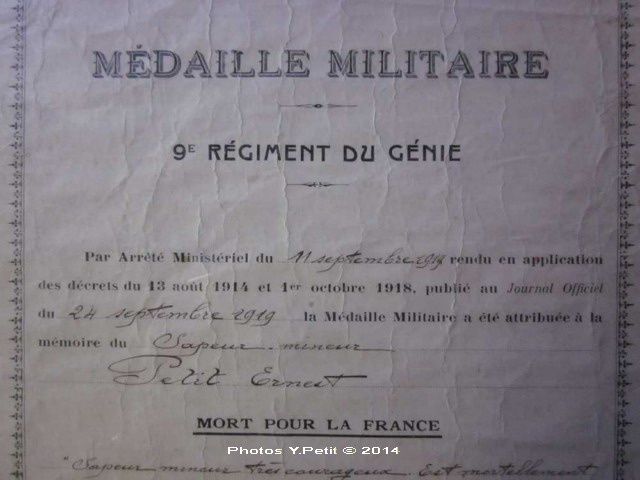 MÉDAILLE MILITAIRE
9E RÉGIMENT DU GÉNIE
Par Arrêté Ministériel du 11 septembre 1919 rendu en application
des décrets du 13 août 1914 et 1er octobre 1918, publié au Journal Officiel
du 24 septembre 1919 la Médaille Militaire a été attribuée à la
mémoire du Sapeur-mineur
Petit Ernest
MORT POUR LA FRANCE
Photos Y.Petit © 2014
"Sapeur mineur très courageux. Est mortellement